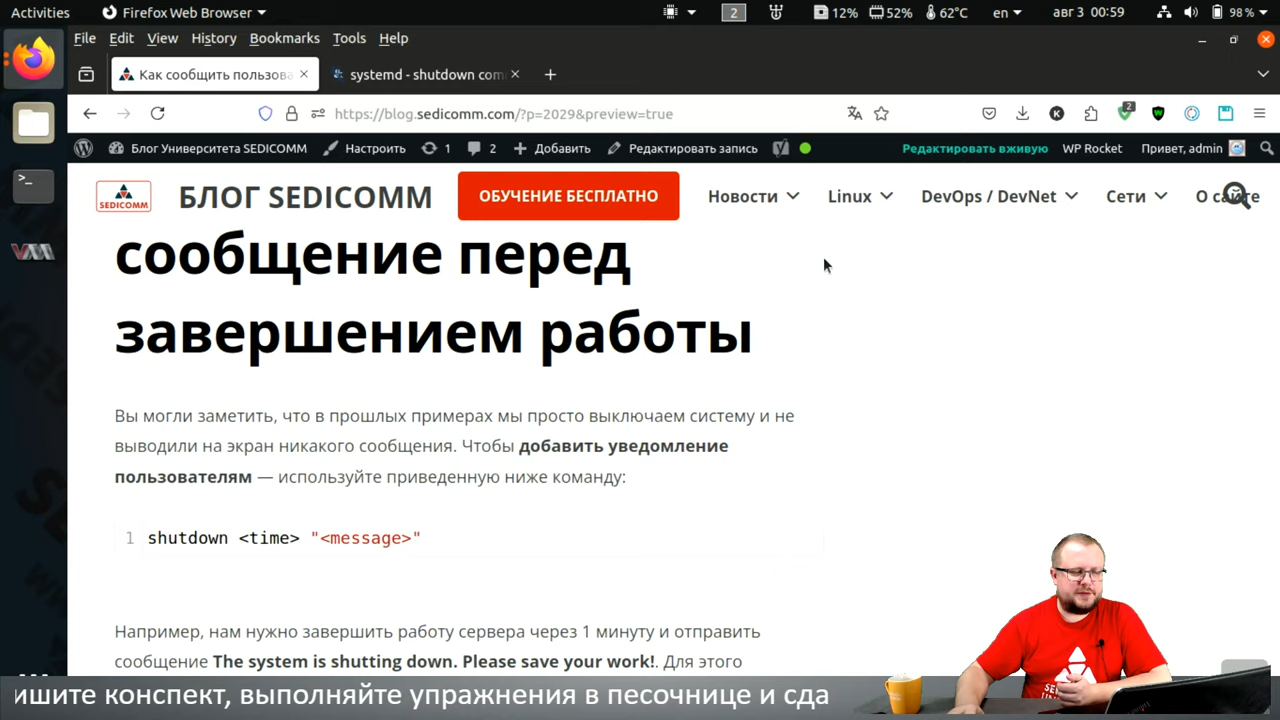 Activities
Firefox Web Browser
2
12%
52%
62°C
en
авг 3 00:59
98 %
File Edit View History Bookmarks Tools Help
Как сообщить пользова
systemd - shutdown com
https://blog.sedicomm.com/?p=2029&preview=true
2
Блог Университета SEDICOMM
Настроить
1
2
Добавить
Редактировать запись
Редактировать вживую
WP Rocket
Привет, admin
SEDICOMM
БЛОГ SEDICOMM
ОБУЧЕНИЕ БЕСПЛАТНО
Новости
Linux
DevOps / DevNet
Сети
О сайте
сообщение перед
завершением работы
Вы могли заметить, что в прошлых примерах мы просто выключаем систему и не
выводили на экран никакого сообщения. Чтобы добавить уведомление
пользователям — используйте приведенную ниже команду:
1 shutdown <time> "<message>"
Например, нам нужно завершить работу сервера через 1 минуту и отправить
сообщение The system is shutting down. Please save your work!. Для этого
ишите конспект, выполняйте упражнения в песочнице и сда